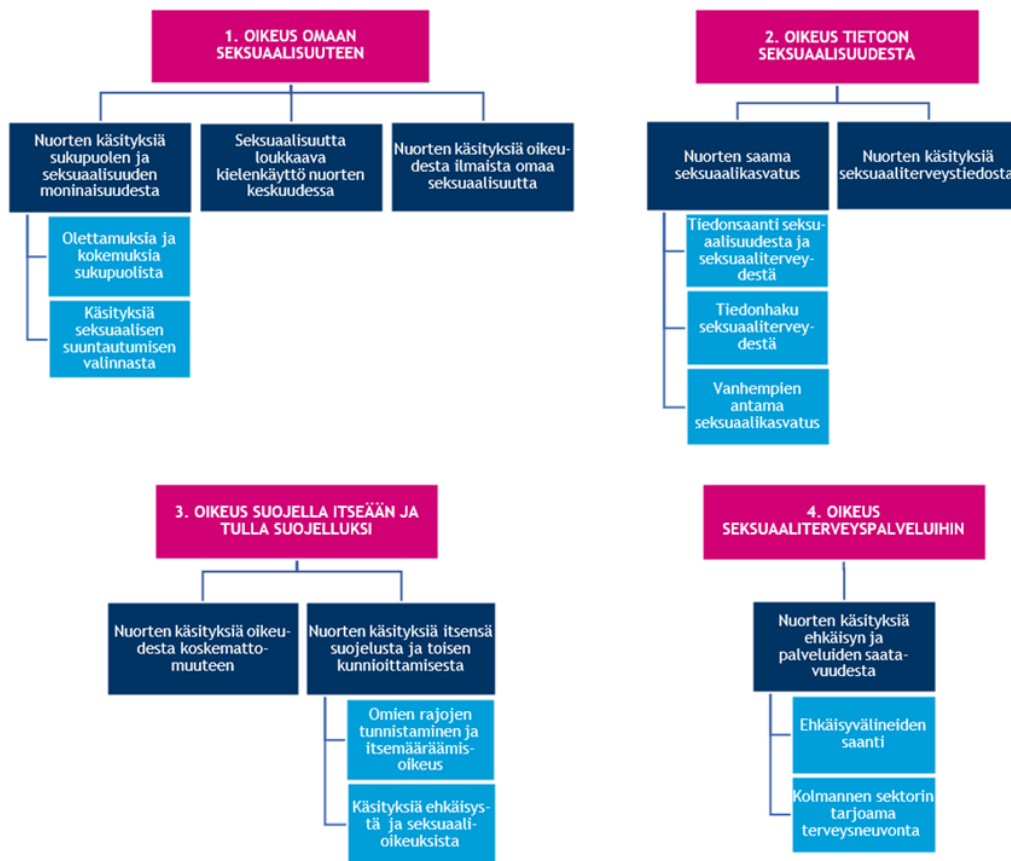 1. OIKEUS OMAAN
SEKSUAALISUUTEEN
Nuorten käsityksiä
sukupuolen ja
seksuaalisuuden
moninaisuudesta
Seksuaalisuutta
loukkaava
kielenkäyttö nuorten
keskuudessa
Nuorten käsityksiä oikeu-
desta ilmaista omaa
seksuaalisuutta
Olettamuksia ja
kokemuksia
sukupuolista
Käsityksiä
seksuaalisen
suuntautumisen
valinnasta
2. OIKEUS TIETOON
SEKSUAALISUUDESTA
Nuorten saama
seksuaalikasvatus
Nuorten käsityksiä
seksuaaliterveystiedosta
Tiedonsaanti seksu-
aalisuudesta ja
seksuaalitervey-
destä
Tiedonhaku
seksuaalitervey-
destä
Vanhempien
antama
seksuaalikasvatus
3. OIKEUS SUOJELLA ITSEÄÄN JA
TULLA SUOJELLUKSI
Nuorten käsityksiä oikeu-
desta koskematto-
muuteen
Nuorten käsityksiä itsensä
suojelusta ja toisen
kunnioittamisesta
Omien rajojen
tunnistaminen ja
itsemääräämis-
oikeus
Käsityksiä ehkäisys-
tä ja seksuaali-
oikeuksista
4. OIKEUS
SEKSUAALITERVEYSPALVELUIHIN
Nuorten käsityksiä
ehkäisyn ja
palveluiden saata-
vuudesta
Ehkäisyvälineiden
saanti
Kolmannen sektorin
tarjoama
terveysneuvonta